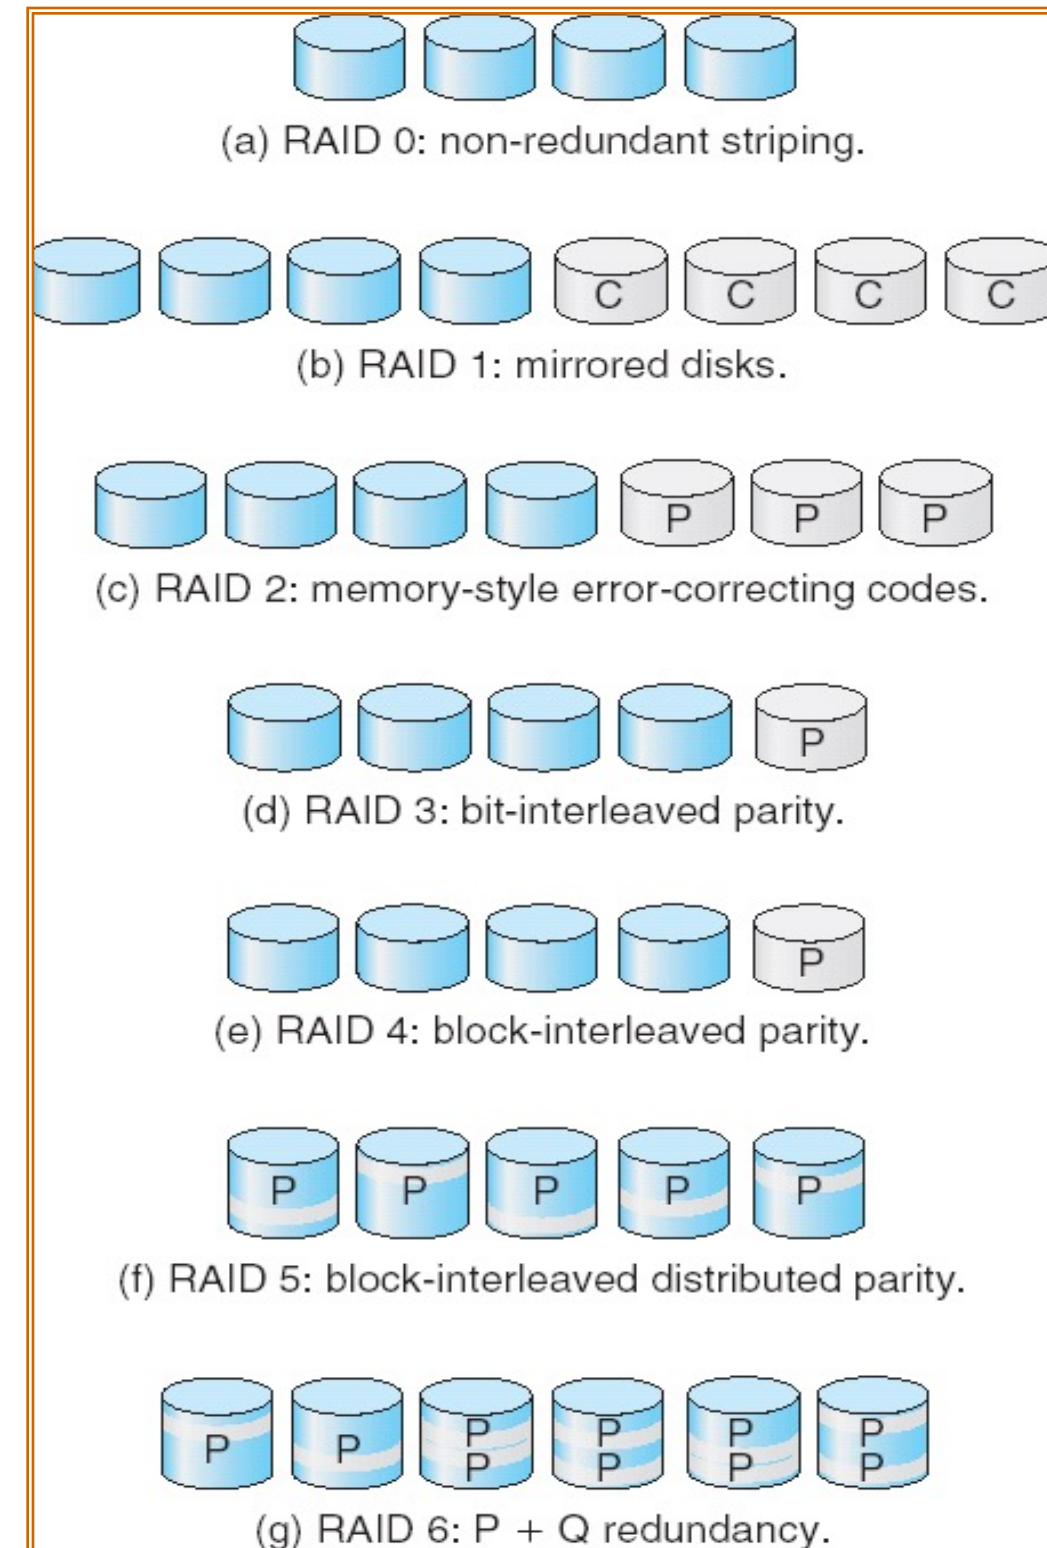 (a) RAID 0: non-redundant striping.
C C C C
(b) RAID 1: mirrored disks.
P P P
(c) RAID 2: memory-style error-correcting codes.
P
(d) RAID 3: bit-interleaved parity.
P
(e) RAID 4: block-interleaved parity.
P P P P P
(f) RAID 5: block-interleaved distributed parity.
P P P P P P
P P P P
(g) RAID 6: P + Q redundancy.